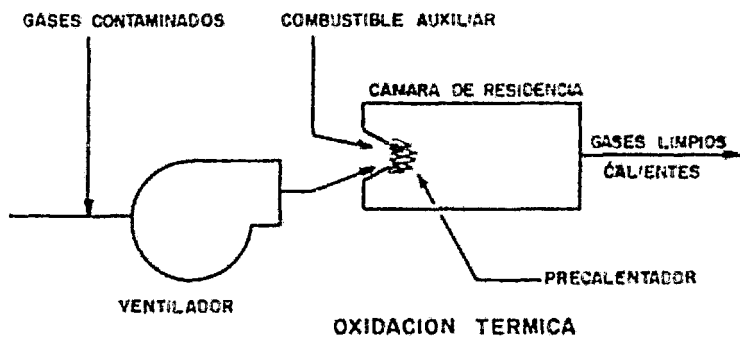 GASES CONTAMINADOS
COMBUSTIBLE AUXILIAR
CAMARA DE RESIDENCIA
GASES LIMPIOS
CALIENTES
PRECALENTADOR
VENTILADOR
OXIDACION TERMICA